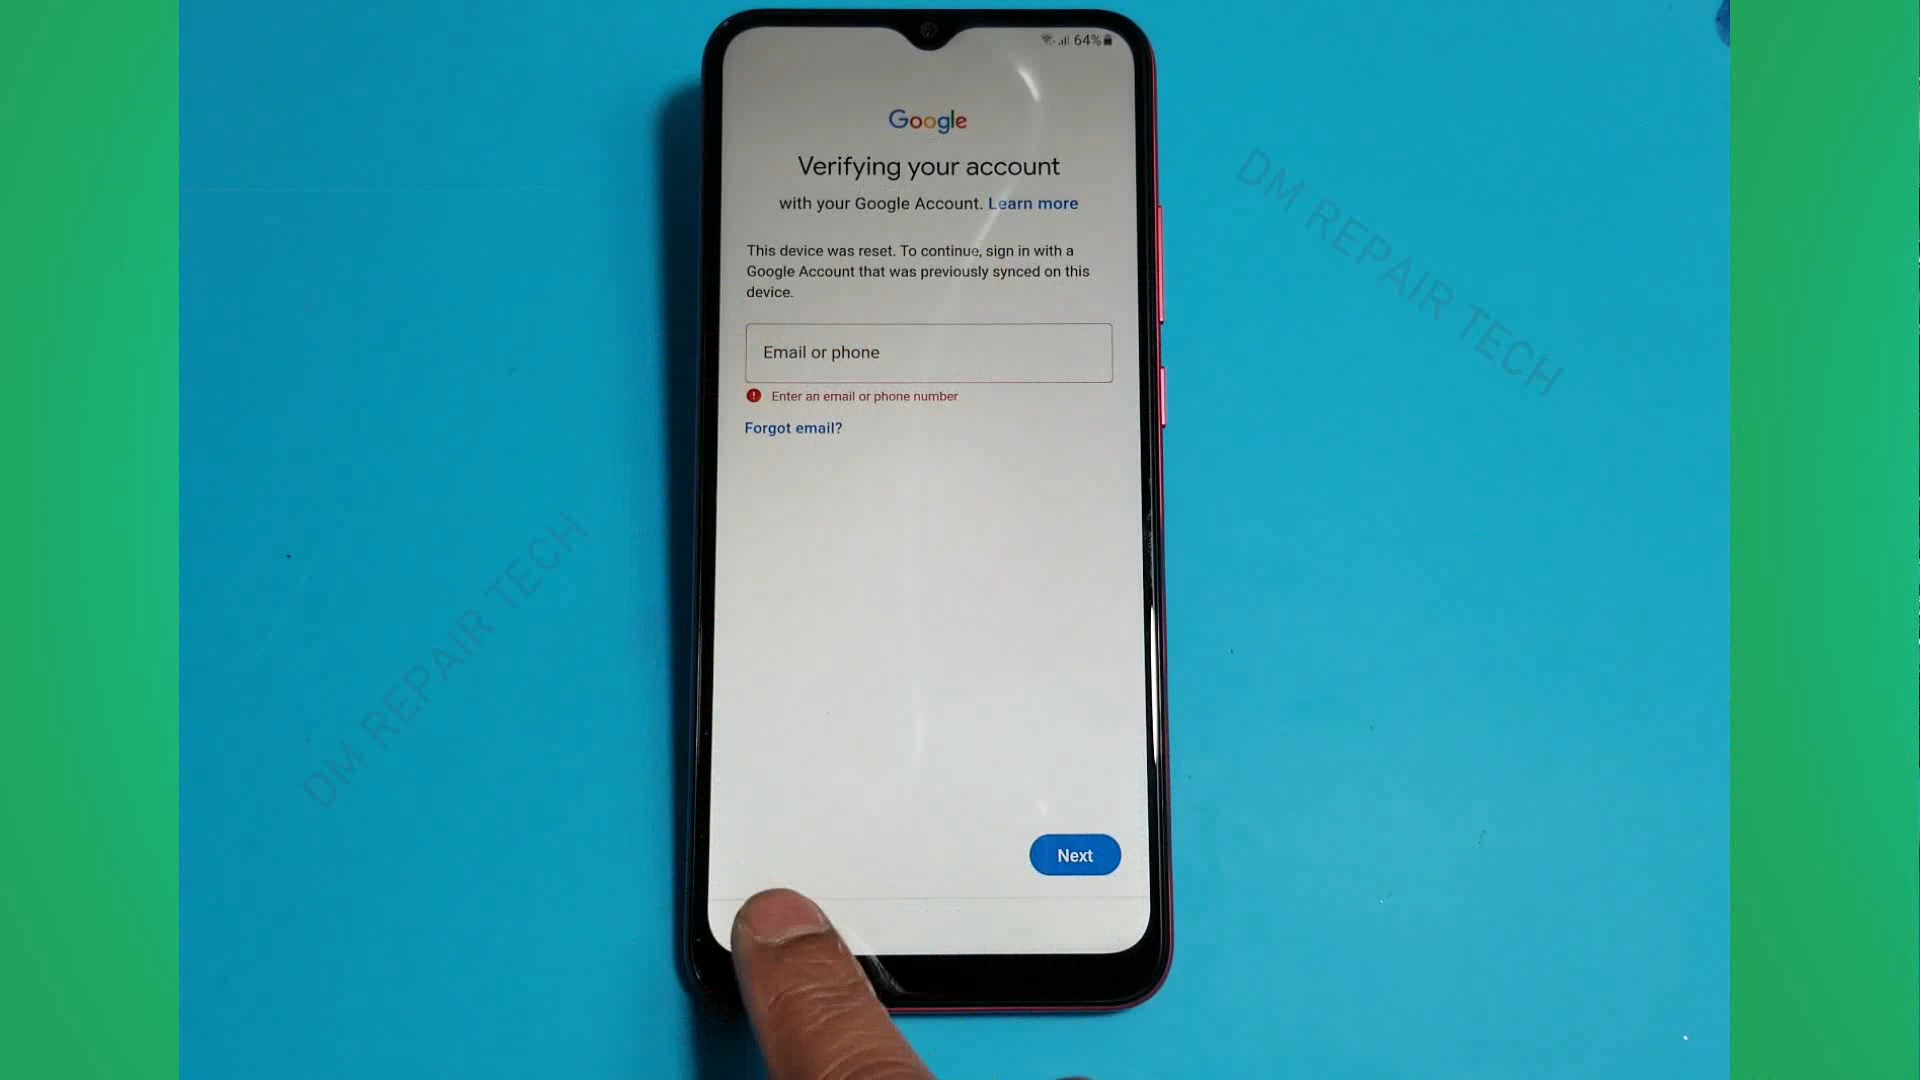 64%
Google
Verifying your account
with your Google Account. Learn more
This device was reset. To continue, sign in with a
Google Account that was previously synced on this
device.
Email or phone
Enter an email or phone number
Forgot email?
Next
DM REPAIR TECH
DM REPAIR TECH